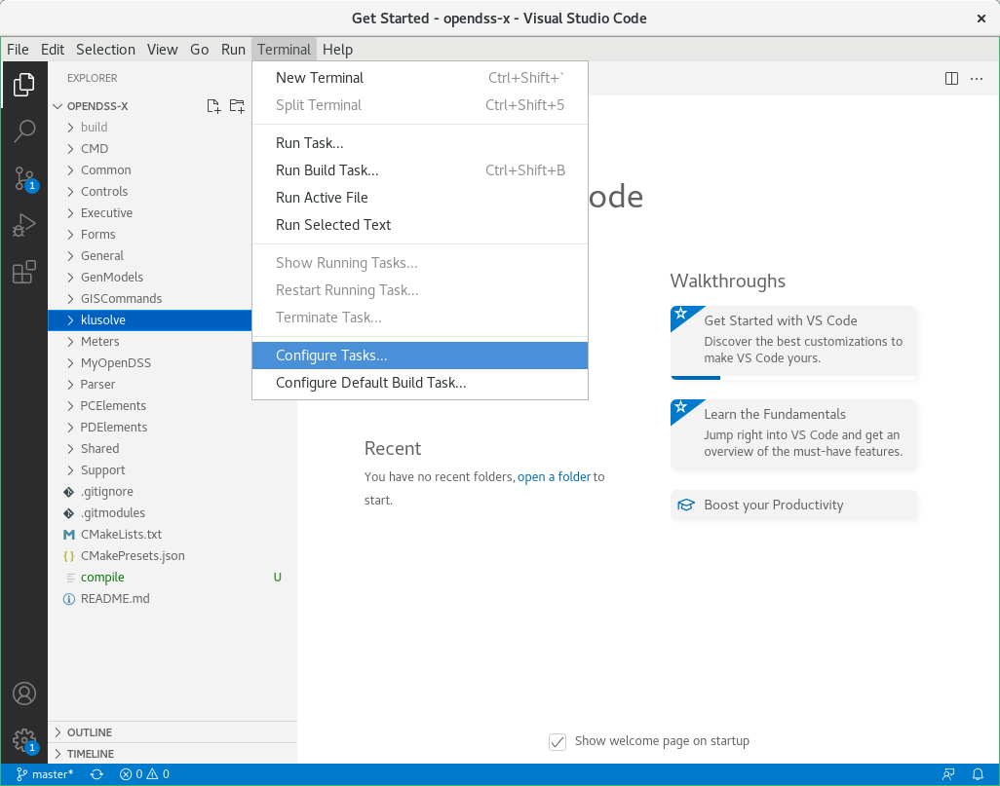 Get Started - opendss-x - Visual Studio Code
File Edit Selection View Go Run Terminal Help
EXPLORER
OPENDSS-X
build
CMD
Common
Controls
Executive
Forms
General
GenModels
GISCommands
klusolve
Meters
MyOpenDSS
Parser
PCElements
PDElements
Shared
Support
.gitignore
.gitmodules
CMakeLists.txt
CMakePresets.json
compile U
README.md
OUTLINE
TIMELINE
1
1
New Terminal Ctrl+Shift+`
Split Terminal Ctrl+Shift+5
Run Task...
Run Build Task... Ctrl+Shift+B
Run Active File
Run Selected Text
Show Running Tasks...
Restart Running Task...
Terminate Task...
Configure Tasks...
Configure Default Build Task...
ode
Recent
You have no recent folders, open a folder to
start.
Walkthroughs
Get Started with VS Code
Discover the best customizations to
make VS Code yours.
Learn the Fundamentals
Jump right into VS Code and get an
overview of the must-have features.
Boost your Productivity
Show welcome page on startup
master* 0 0